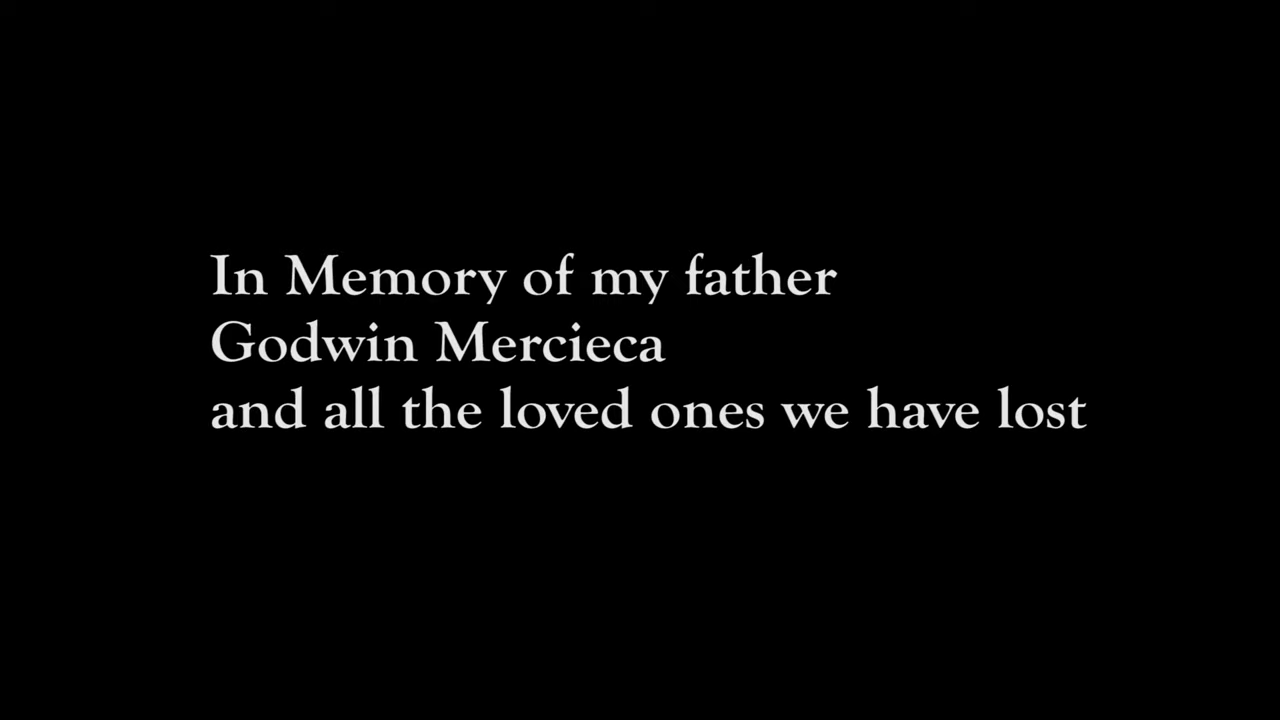 In Memory of my father
Godwin Mercieca
and all the loved ones we have lost